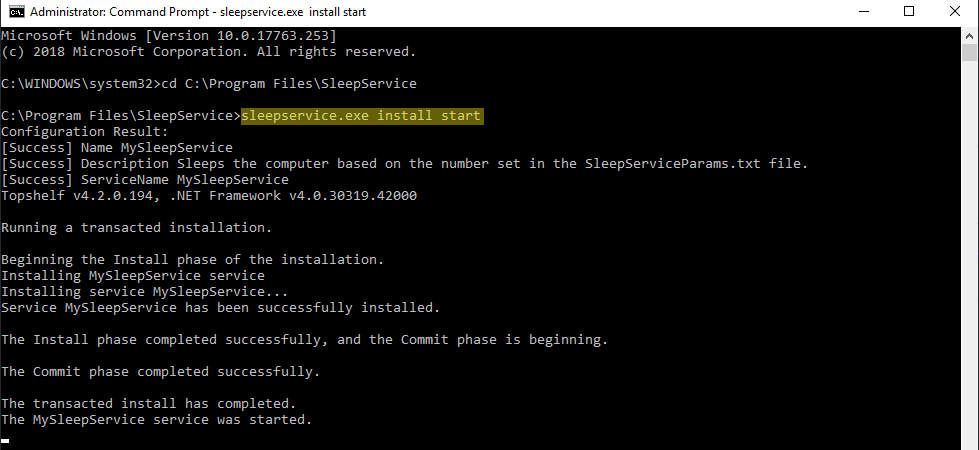 Administrator: Command Prompt - sleepservice.exe  install start
Microsoft Windows [Version 10.0.17763.253]
(c) 2018 Microsoft Corporation. All rights reserved.
C:\WINDOWS\system32>cd C:\Program Files\SleepService
C:\Program Files\SleepService>sleepservice.exe install start
Configuration Result:
[Success] Name MySleepService
[Success] Description Sleeps the computer based on the number set in the SleepServiceParams.txt file.
[Success] ServiceName MySleepService
Topshelf v4.2.0.194, .NET Framework v4.0.30319.42000
Running a transacted installation.
Beginning the Install phase of the installation.
Installing MySleepService service
Installing service MySleepService...
Service MySleepService has been successfully installed.
The Install phase completed successfully, and the Commit phase is beginning.
The Commit phase completed successfully.
The transacted install has completed.
The MySleepService service was started.